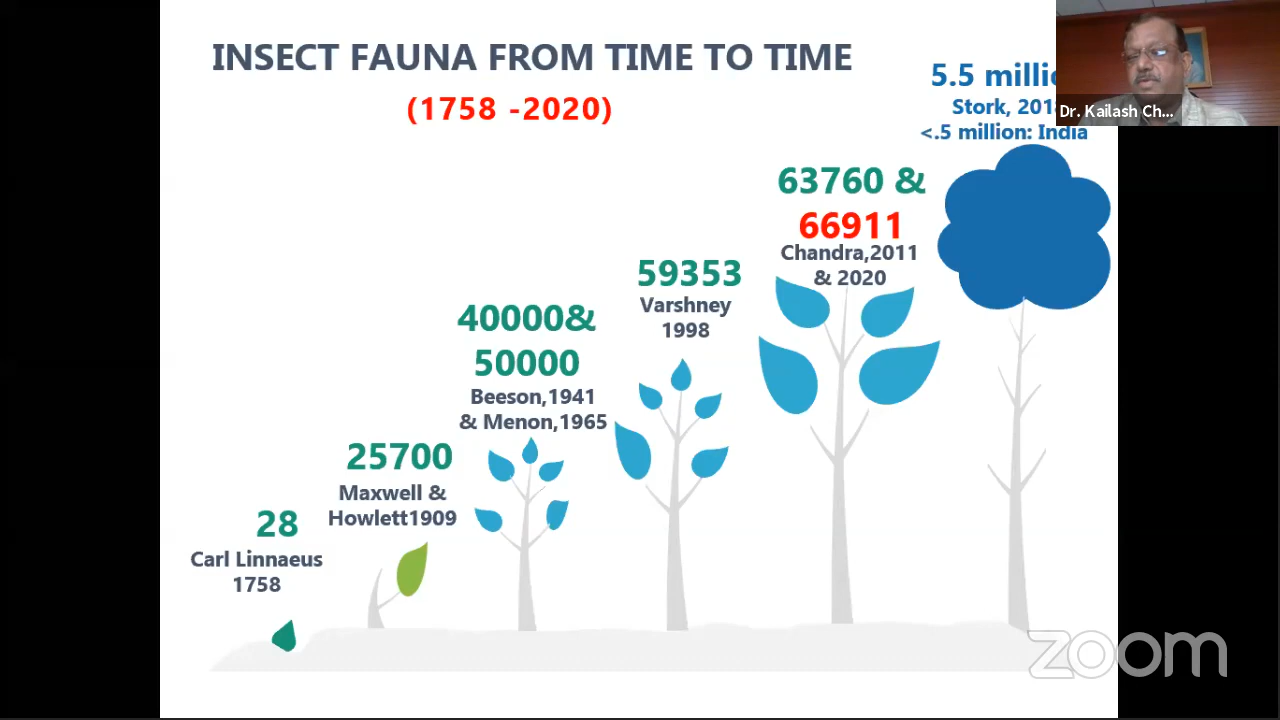 INSECT FAUNA FROM TIME TO TIME
(1758 -2020)
5.5
Stork,
<.5 million: India
Dr. Kailash Ch...
63760 &
66911
Chandra,2011
& 2020
59353
Varshney
1998
40000&
50000
Beeson,1941
& Menon,1965
25700
Maxwell &
Howlett1909
28
Carl Linnaeus
1758
zoom